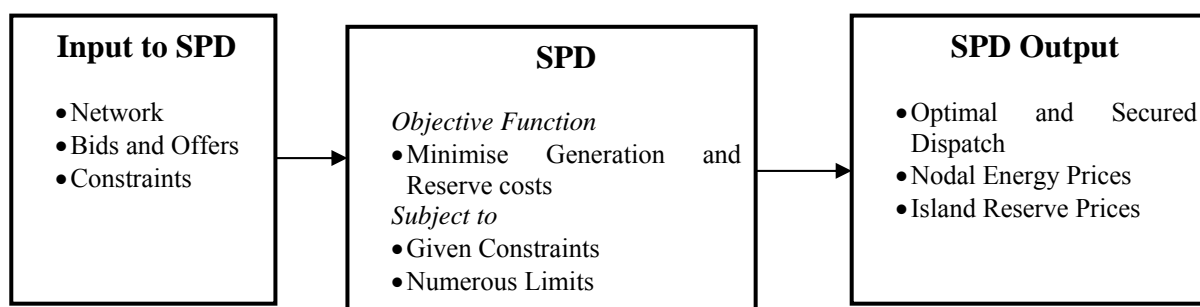 Input to SPD
•Network
•Bids and Offers
•Constraints
SPD
Objective Function
•Minimise Generation and
Reserve costs
Subject to
•Given Constraints
•Numerous Limits
SPD Output
•Optimal and Secured
Dispatch
•Nodal Energy Prices
•Island Reserve Prices